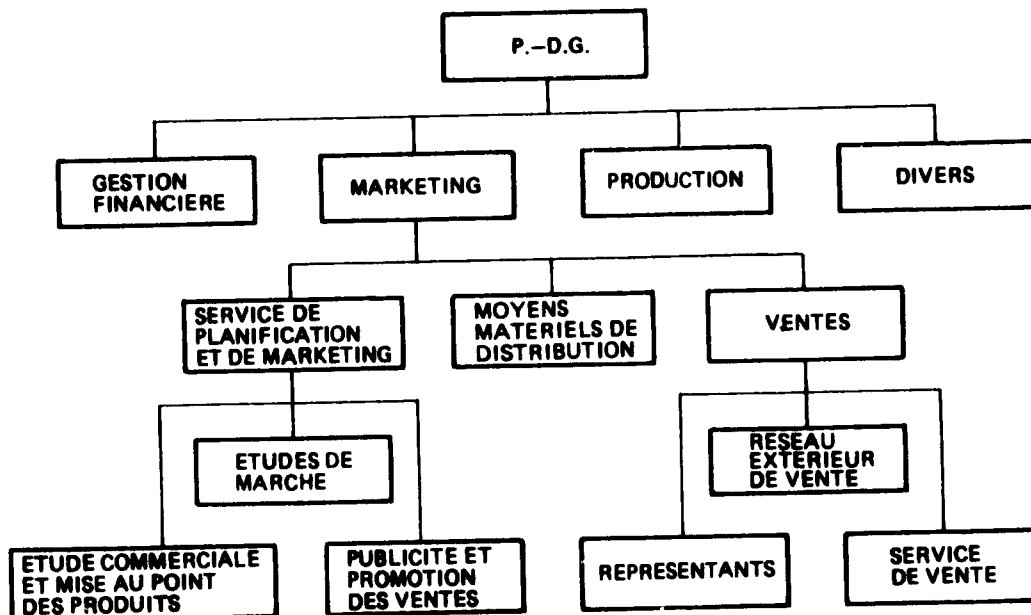 P.-D.G.
GESTION
FINANCIERE
MARKETING
PRODUCTION
DIVERS
SERVICE DE
PLANIFICATION
ET DE MARKETING
MOYENS
MATERIELS DE
DISTRIBUTION
VENTES
ETUDES DE
MARCHE
RESEAU
EXTERIEUR
DE VENTE
ETUDE COMMERCIALE
ET MISE AU POINT
DES PRODUITS
PUBLICITE ET
PROMOTION
DES VENTES
REPRESENTANTS
SERVICE
DE VENTE